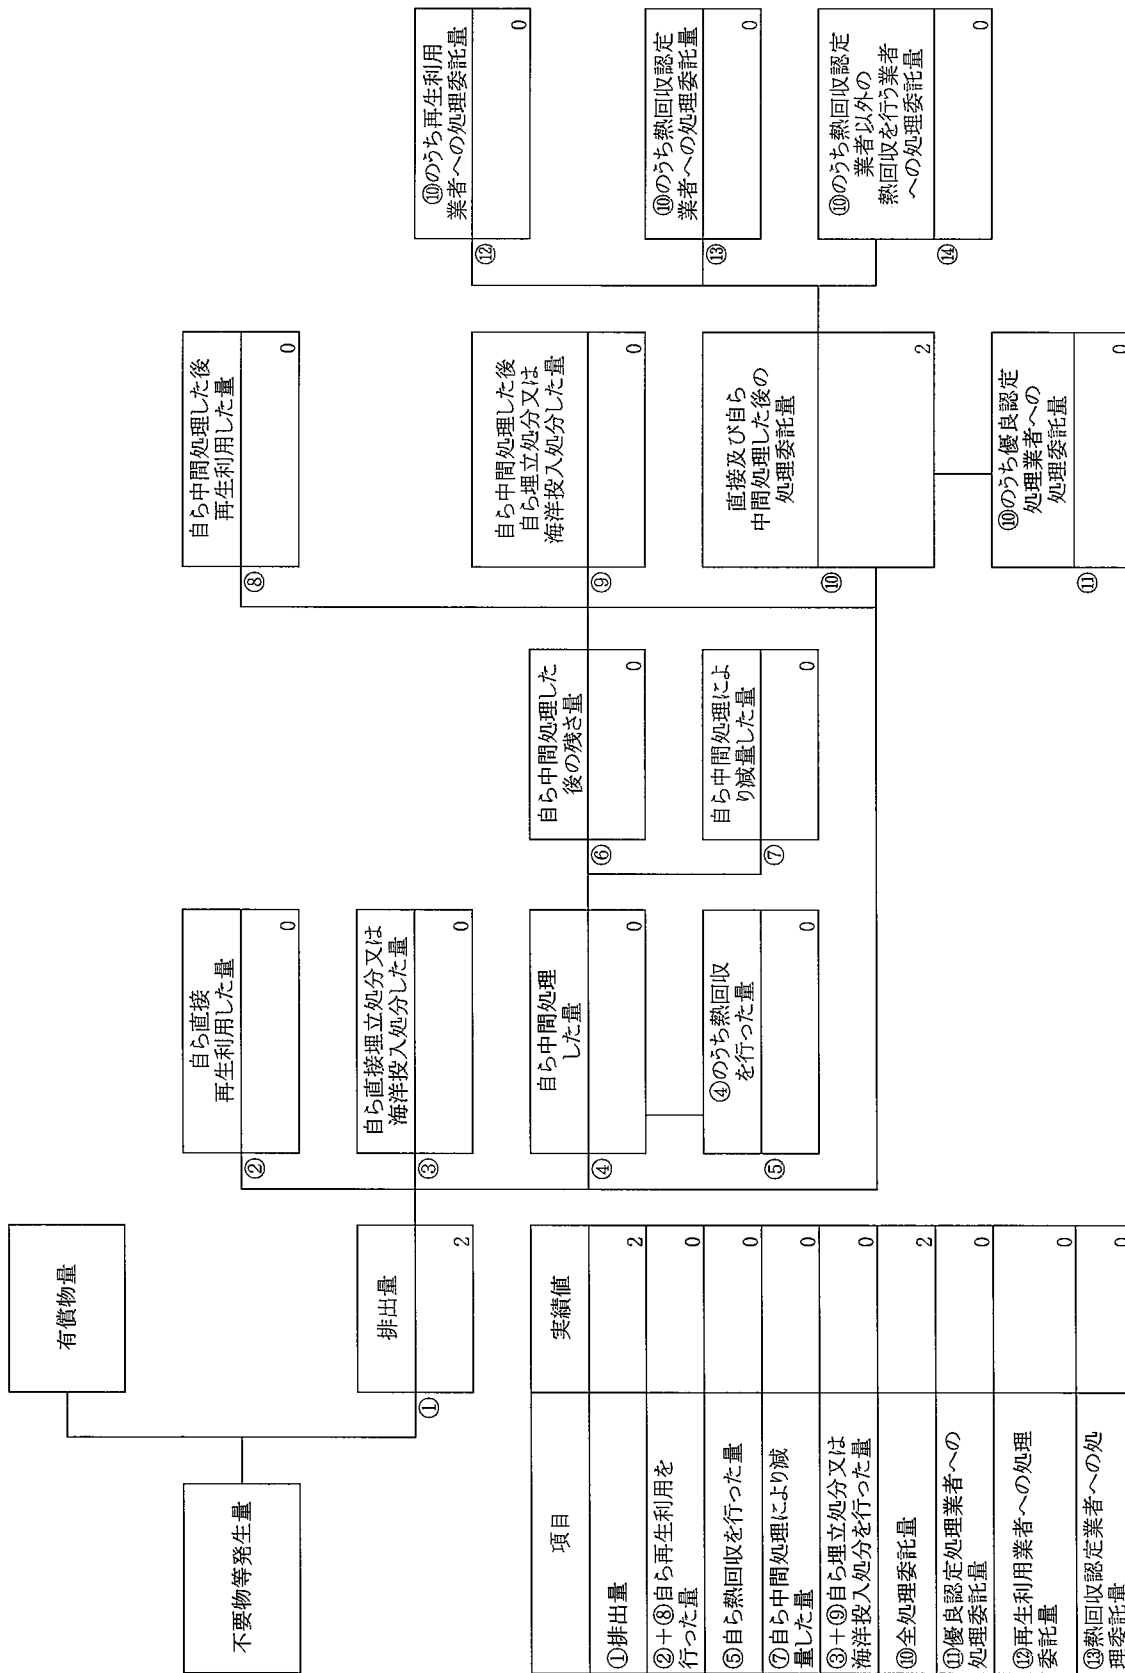 不要物等発生量
有償物量
①
排出量
2
②
自ら直接
再生利用した量
0
③
自ら直接埋立処分又は
海洋投入処分した量
0
④
自ら中間処理
した量
0
⑤
④のうち熱回収
を行った量
0
⑥
自ら中間処理した
後の残さ量
0
⑦
自ら中間処理によ
り減量した量
0
⑧
自ら中間処理した後
再生利用した量
0
⑨
自ら中間処理した後
自ら埋立処分又は
海洋投入処分した量
0
⑩
直接及び自ら
中間処理した後の
処理委託量
2
⑪
⑩のうち優良認定
処理業者への
処理委託量
0
⑫
⑩のうち再生利用
業者への処理委託量
0
⑬
⑩のうち熱回収認定
業者への処理委託量
0
⑭
⑩のうち熱回収認定
業者以外の
熱回収を行う業者
への処理委託量
0
項目
実績値
①排出量
2
②+⑧自ら再生利用を
行った量
0
⑤自ら熱回収を行った量
0
⑦自ら中間処理により減
量した量
0
③+⑨自ら埋立処分又は
海洋投入処分を行った量
0
⑩全処理委託量
2
⑪優良認定処理業者への
処理委託量
0
⑫再生利用業者への処理
委託量
0
⑬熱回収認定業者への処
理委託量
0